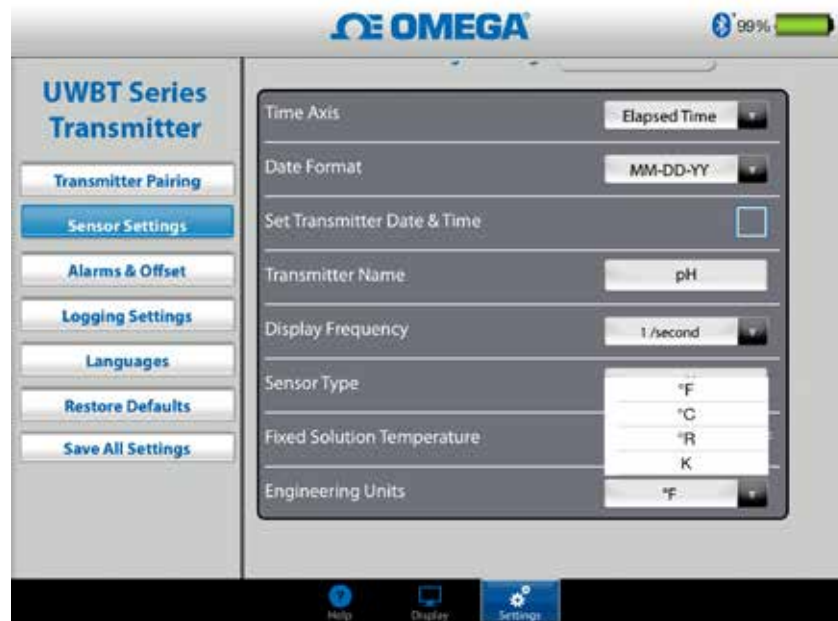 OMEGA
99%
UWBT Series
Transmitter
Transmitter Pairing
Sensor Settings
Alarms & Offset
Logging Settings
Languages
Restore Defaults
Save All Settings
Time Axis
Elapsed Time
Date Format
MM-DD-YY
Set Transmitter Date & Time
Transmitter Name
pH
Display Frequency
1 /second
Sensor Type
°F
°C
°R
K
Fixed Solution Temperature
Engineering Units
°F
Help
Display
Settings